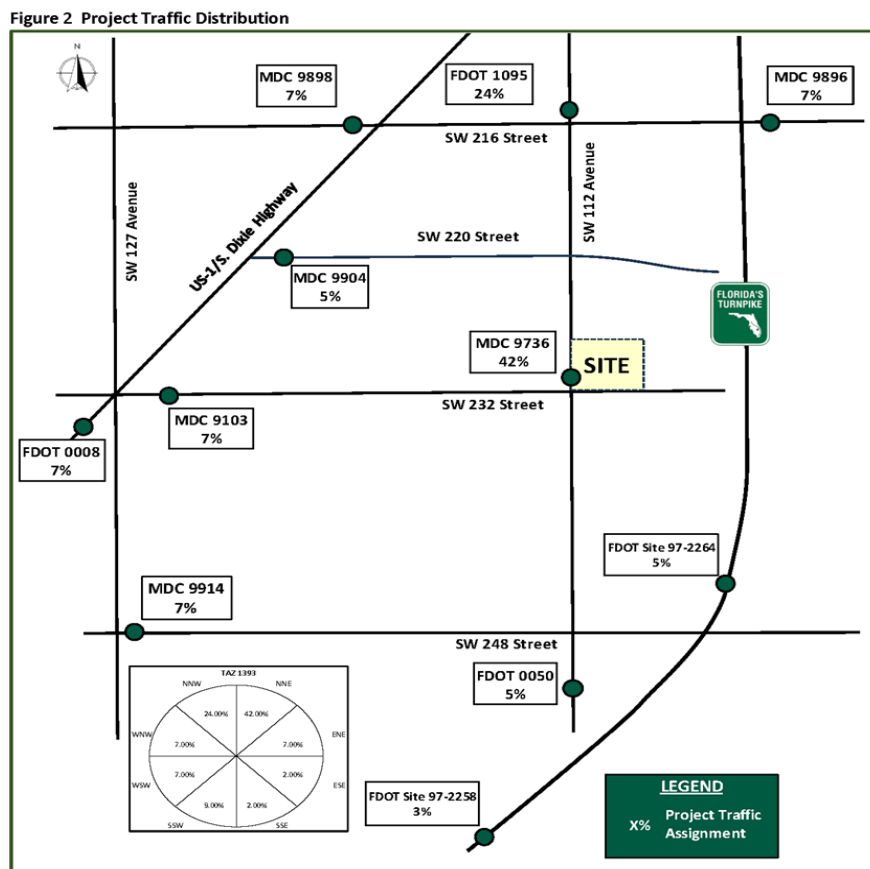 Figure 2 Project Traffic Distribution
N
MDC 9898
7%
FDOT 1095
24%
MDC 9896
7%
SW 216 Street
SW 127 Avenue
US-1/S. Dixie Highway
SW 112 Avenue
SW 220 Street
MDC 9904
5%
FLORIDA'S
TURNPIKE
MDC 9736
42%
SITE
SW 232 Street
MDC 9103
7%
FDOT 0008
7%
FDOT Site 97-2264
5%
MDC 9914
7%
SW 248 Street
FDOT 0050
5%
TAZ 1393
NNW
NNE
24.00%
42.00%
WNW
ENE
7.00%
7.00%
7.00%
2.00%
WSW
ESE
9.00%
2.00%
SSW
SSE
FDOT Site 97-2258
3%
LEGEND
X% Project Traffic
Assignment